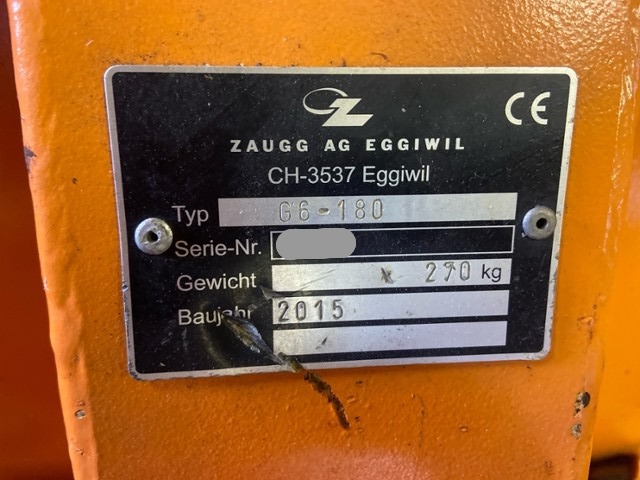 CE
ZAUGG AG EGGIWIL
CH-3537 Eggiwil
Typ G6-180
Serie-Nr.
Gewicht 270 kg
Baujahr 2015